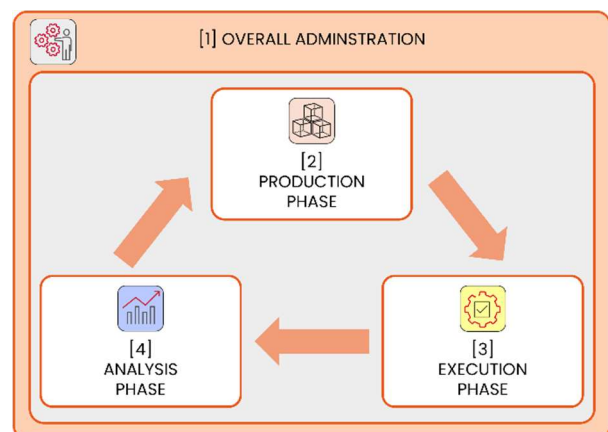 [1] OVERALL ADMINSTRATION
[2]
PRODUCTION
PHASE
[4]
ANALYSIS
PHASE
[3]
EXECUTION
PHASE